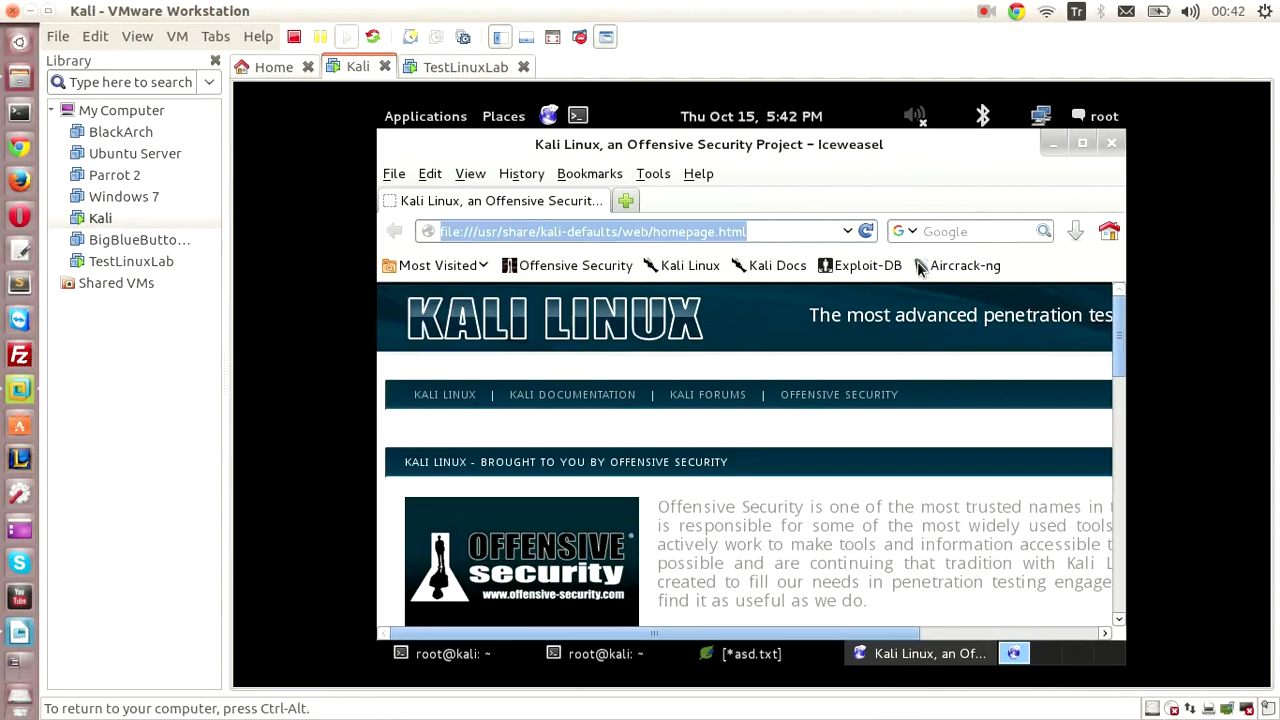 Kali - VMware Workstation
Tr
00:42
File Edit View VM Tabs Help
Library
Type here to search
My Computer
BlackArch
Ubuntu Server
Parrot 2
Windows 7
Kali
BigBlueButto...
TestLinuxLab
Shared VMs
Home
Kali
TestLinuxLab
Applications Places
Thu Oct 15, 5:42 PM
root
Kali Linux, an Offensive Security Project - Iceweasel
File Edit View History Bookmarks Tools Help
Kali Linux, an Offensive Securit...
file:///usr/share/kali-defaults/web/homepage.html
Google
Most Visited
Offensive Security
Kali Linux
Kali Docs
Exploit-DB
Aircrack-ng
KALI LINUX
The most advanced penetration tes
KALI LINUX | KALI DOCUMENTATION | KALI FORUMS | OFFENSIVE SECURITY
KALI LINUX - BROUGHT TO YOU BY OFFENSIVE SECURITY
OFFENSIVE
security
www.offensive-security.com
Offensive Security is one of the most trusted names in
is responsible for some of the most widely used tools
actively work to make tools and information accessible t
possible and are continuing that tradition with Kali L
created to fill our needs in penetration testing engage
find it as useful as we do.
root@kali: ~
root@kali: ~
[*asd.txt]
Kali Linux, an Of...
You
Tube
To return to your computer, press Ctrl-Alt.